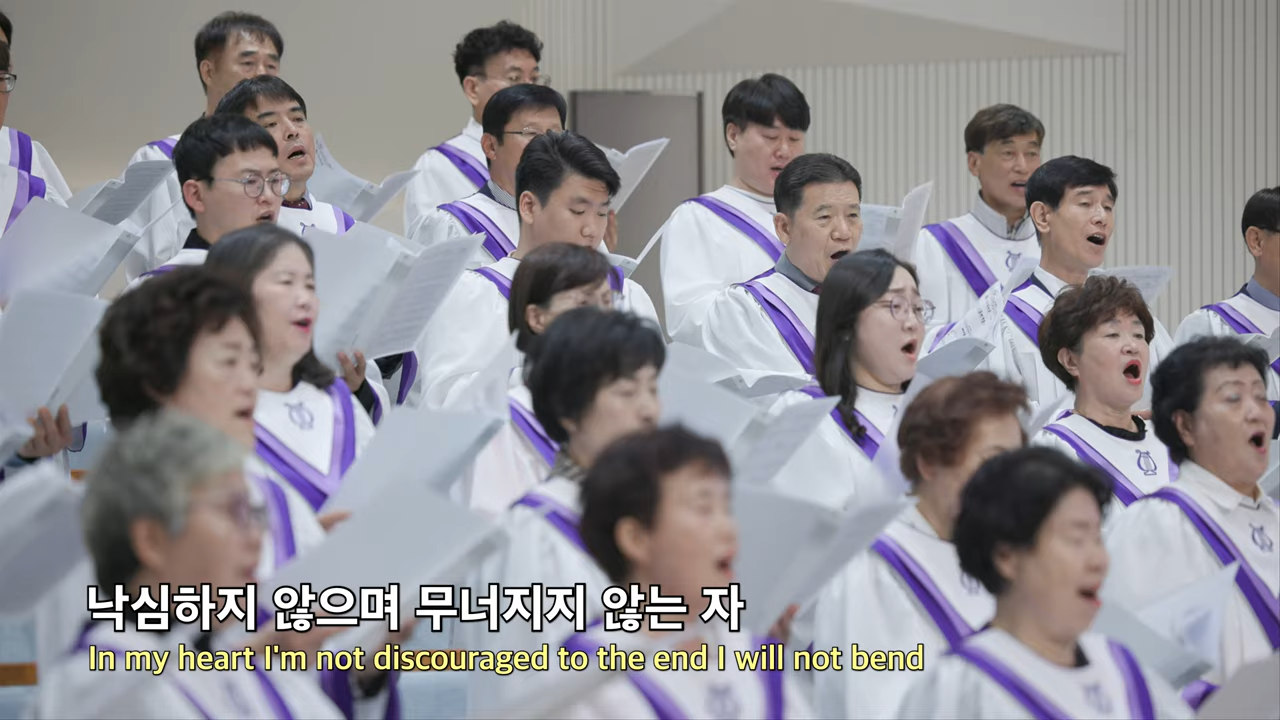 낙심하지 않으며 무너지지 않는 자
In my heart I'm not discouraged to the end I will not bend